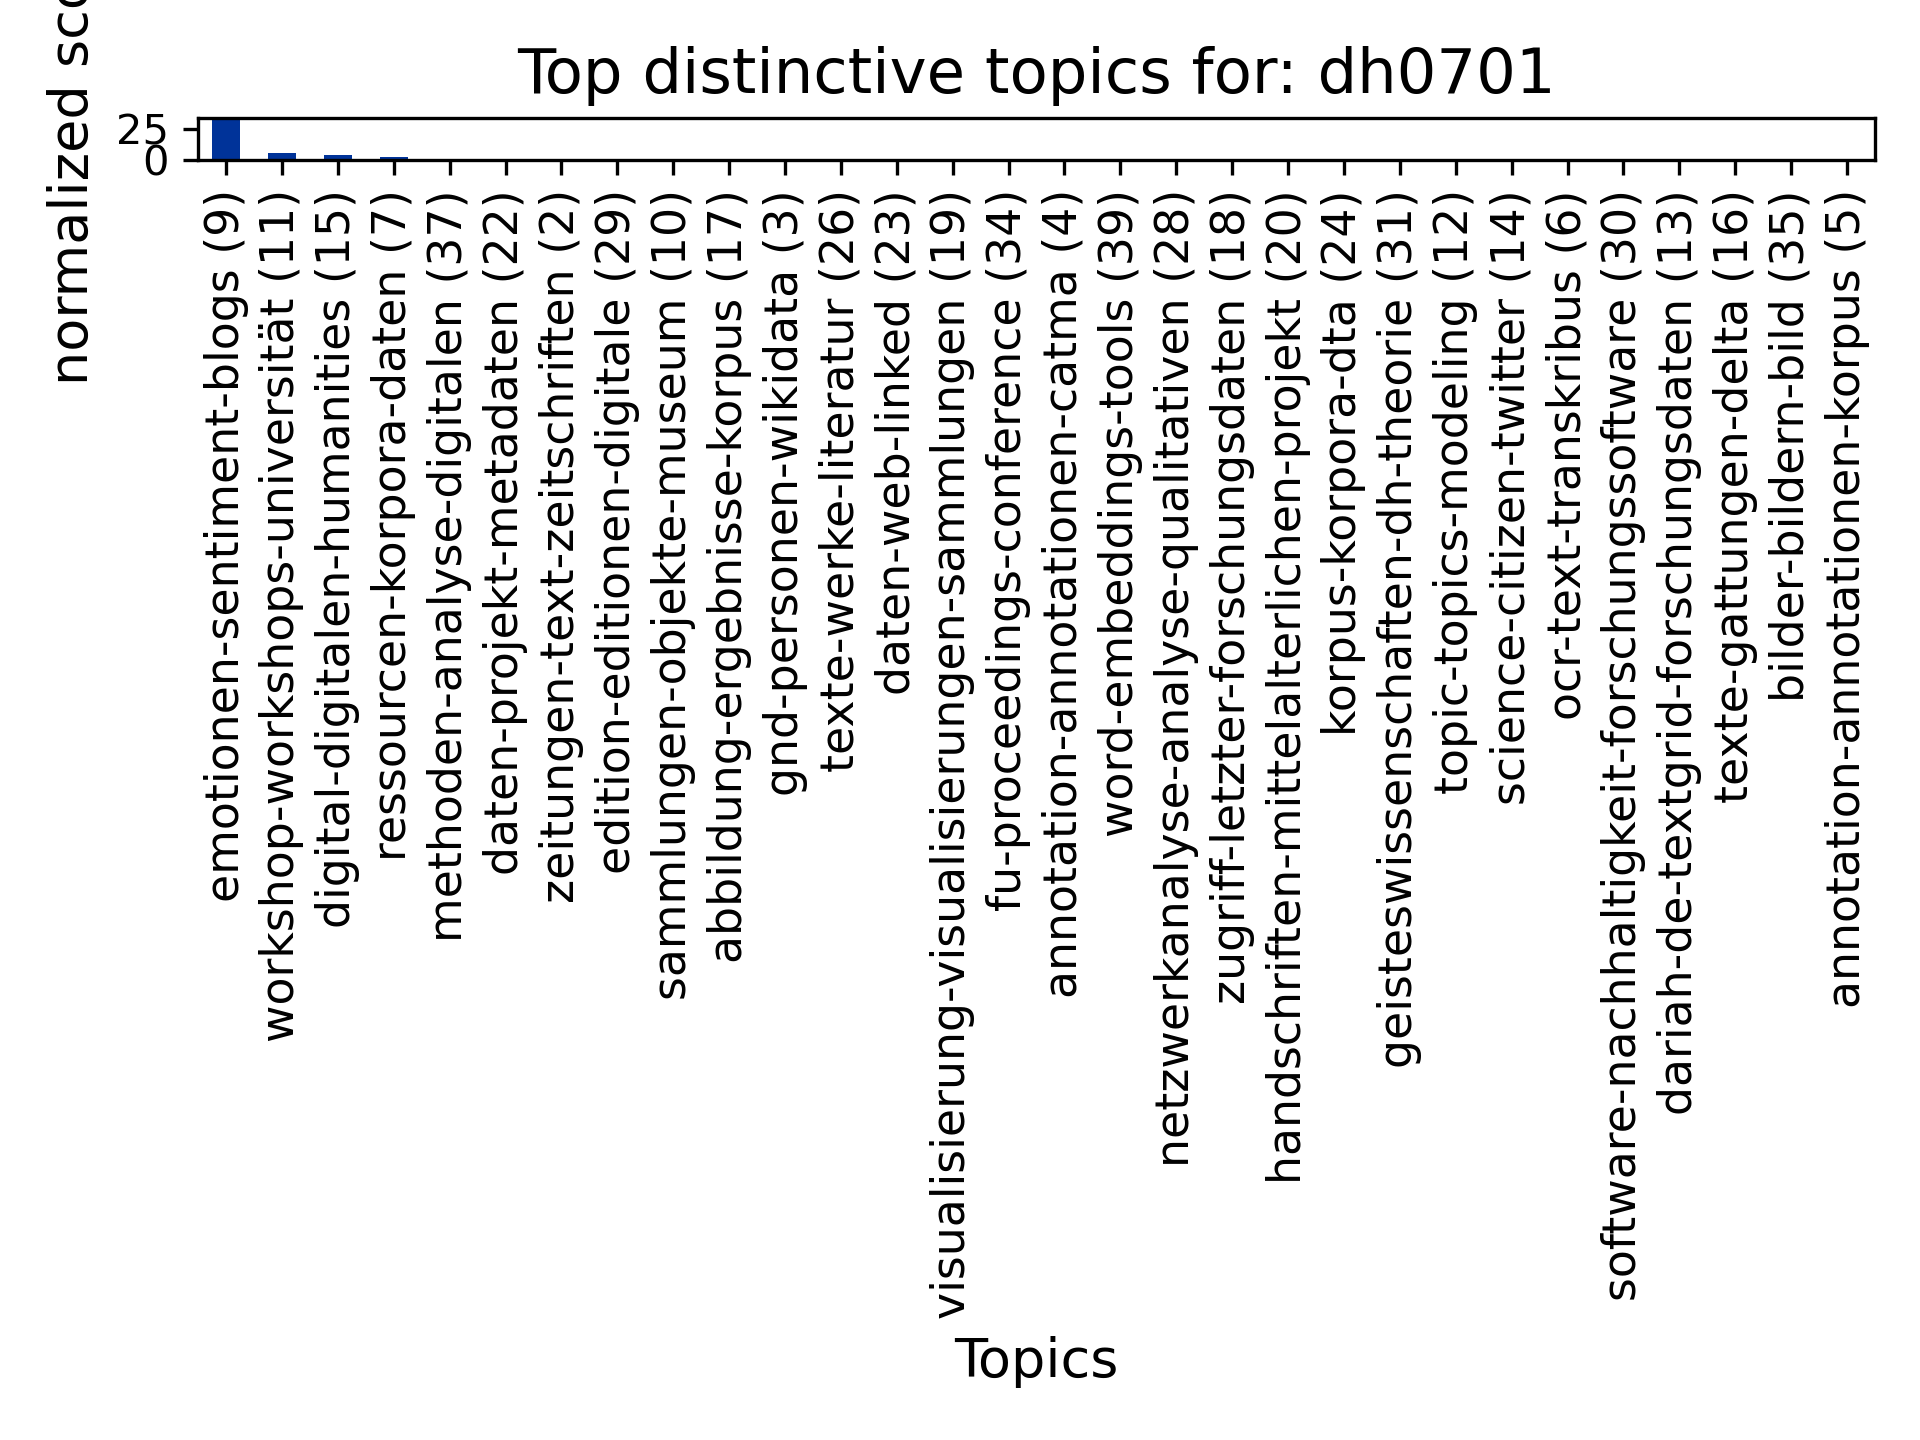 Top distinctive topics for: dh0701
normalized
25
0
emotionen-sentiment-blogs (9)
workshop-workshops-universität (11)
digital-digitalen-humanities (15)
ressourcen-korpora-daten (7)
methoden-analyse-digitalen (37)
daten-projekt-metadaten (22)
zeitungen-text-zeitschriften (2)
edition-editionen-digitale (29)
sammlungen-objekte-museum (10)
abbildung-ergebnisse-korpus (17)
gnd-personen-wikidata (3)
texte-werke-literatur (26)
daten-web-linked (23)
visualisierung-visualisierungen-sammlungen (19)
fu-proceedings-conference (34)
annotation-annotationen-catma (4)
word-embeddings-tools (39)
netzwerkanalyse-analyse-qualitativen (28)
zugriff-letzter-forschungsdaten (18)
handschriften-mittelalterlichen-projekt (20)
korpus-korpora-dta (24)
geisteswissenschaften-dh-theorie (31)
topic-topics-modeling (12)
science-citizen-twitter (14)
ocr-text-transkribus (6)
software-nachhaltigkeit-forschungssoftware (30)
dariah-de-textgrid-forschungsdaten (13)
texte-gattungen-delta (16)
bilder-bildern-bild (35)
annotation-annotationen-korpus (5)
Topics